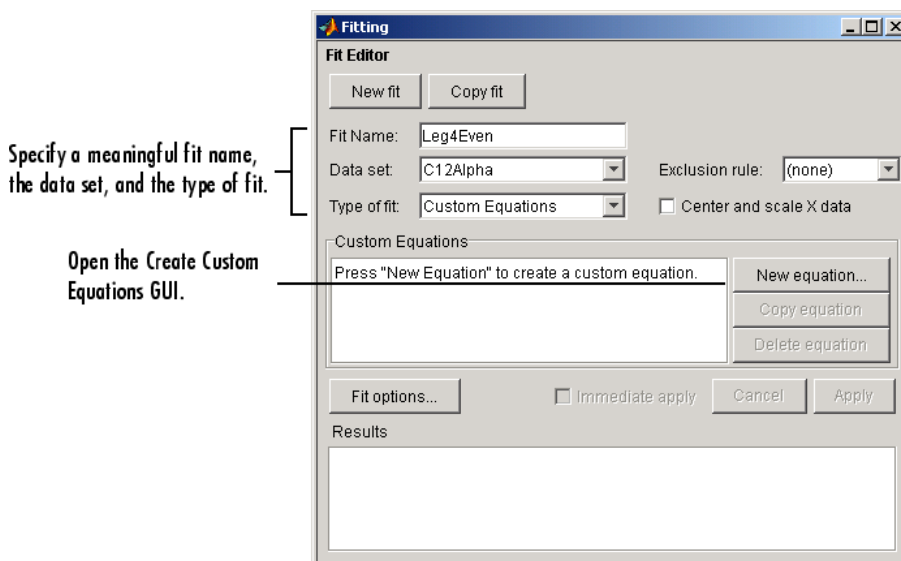 Fitting
Fit Editor
New fit
Copy fit
Specify a meaningful fit name,
the data set, and the type of fit.
Fit Name:
Leg4Even
Data set:
C12Alpha
Exclusion rule:
(none)
Type of fit:
Custom Equations
Center and scale X data
Custom Equations
Open the Create Custom
Equations GUI.
Press "New Equation" to create a custom equation.
New equation...
Copy equation
Delete equation
Fit options...
Immediate apply
Cancel
Apply
Results